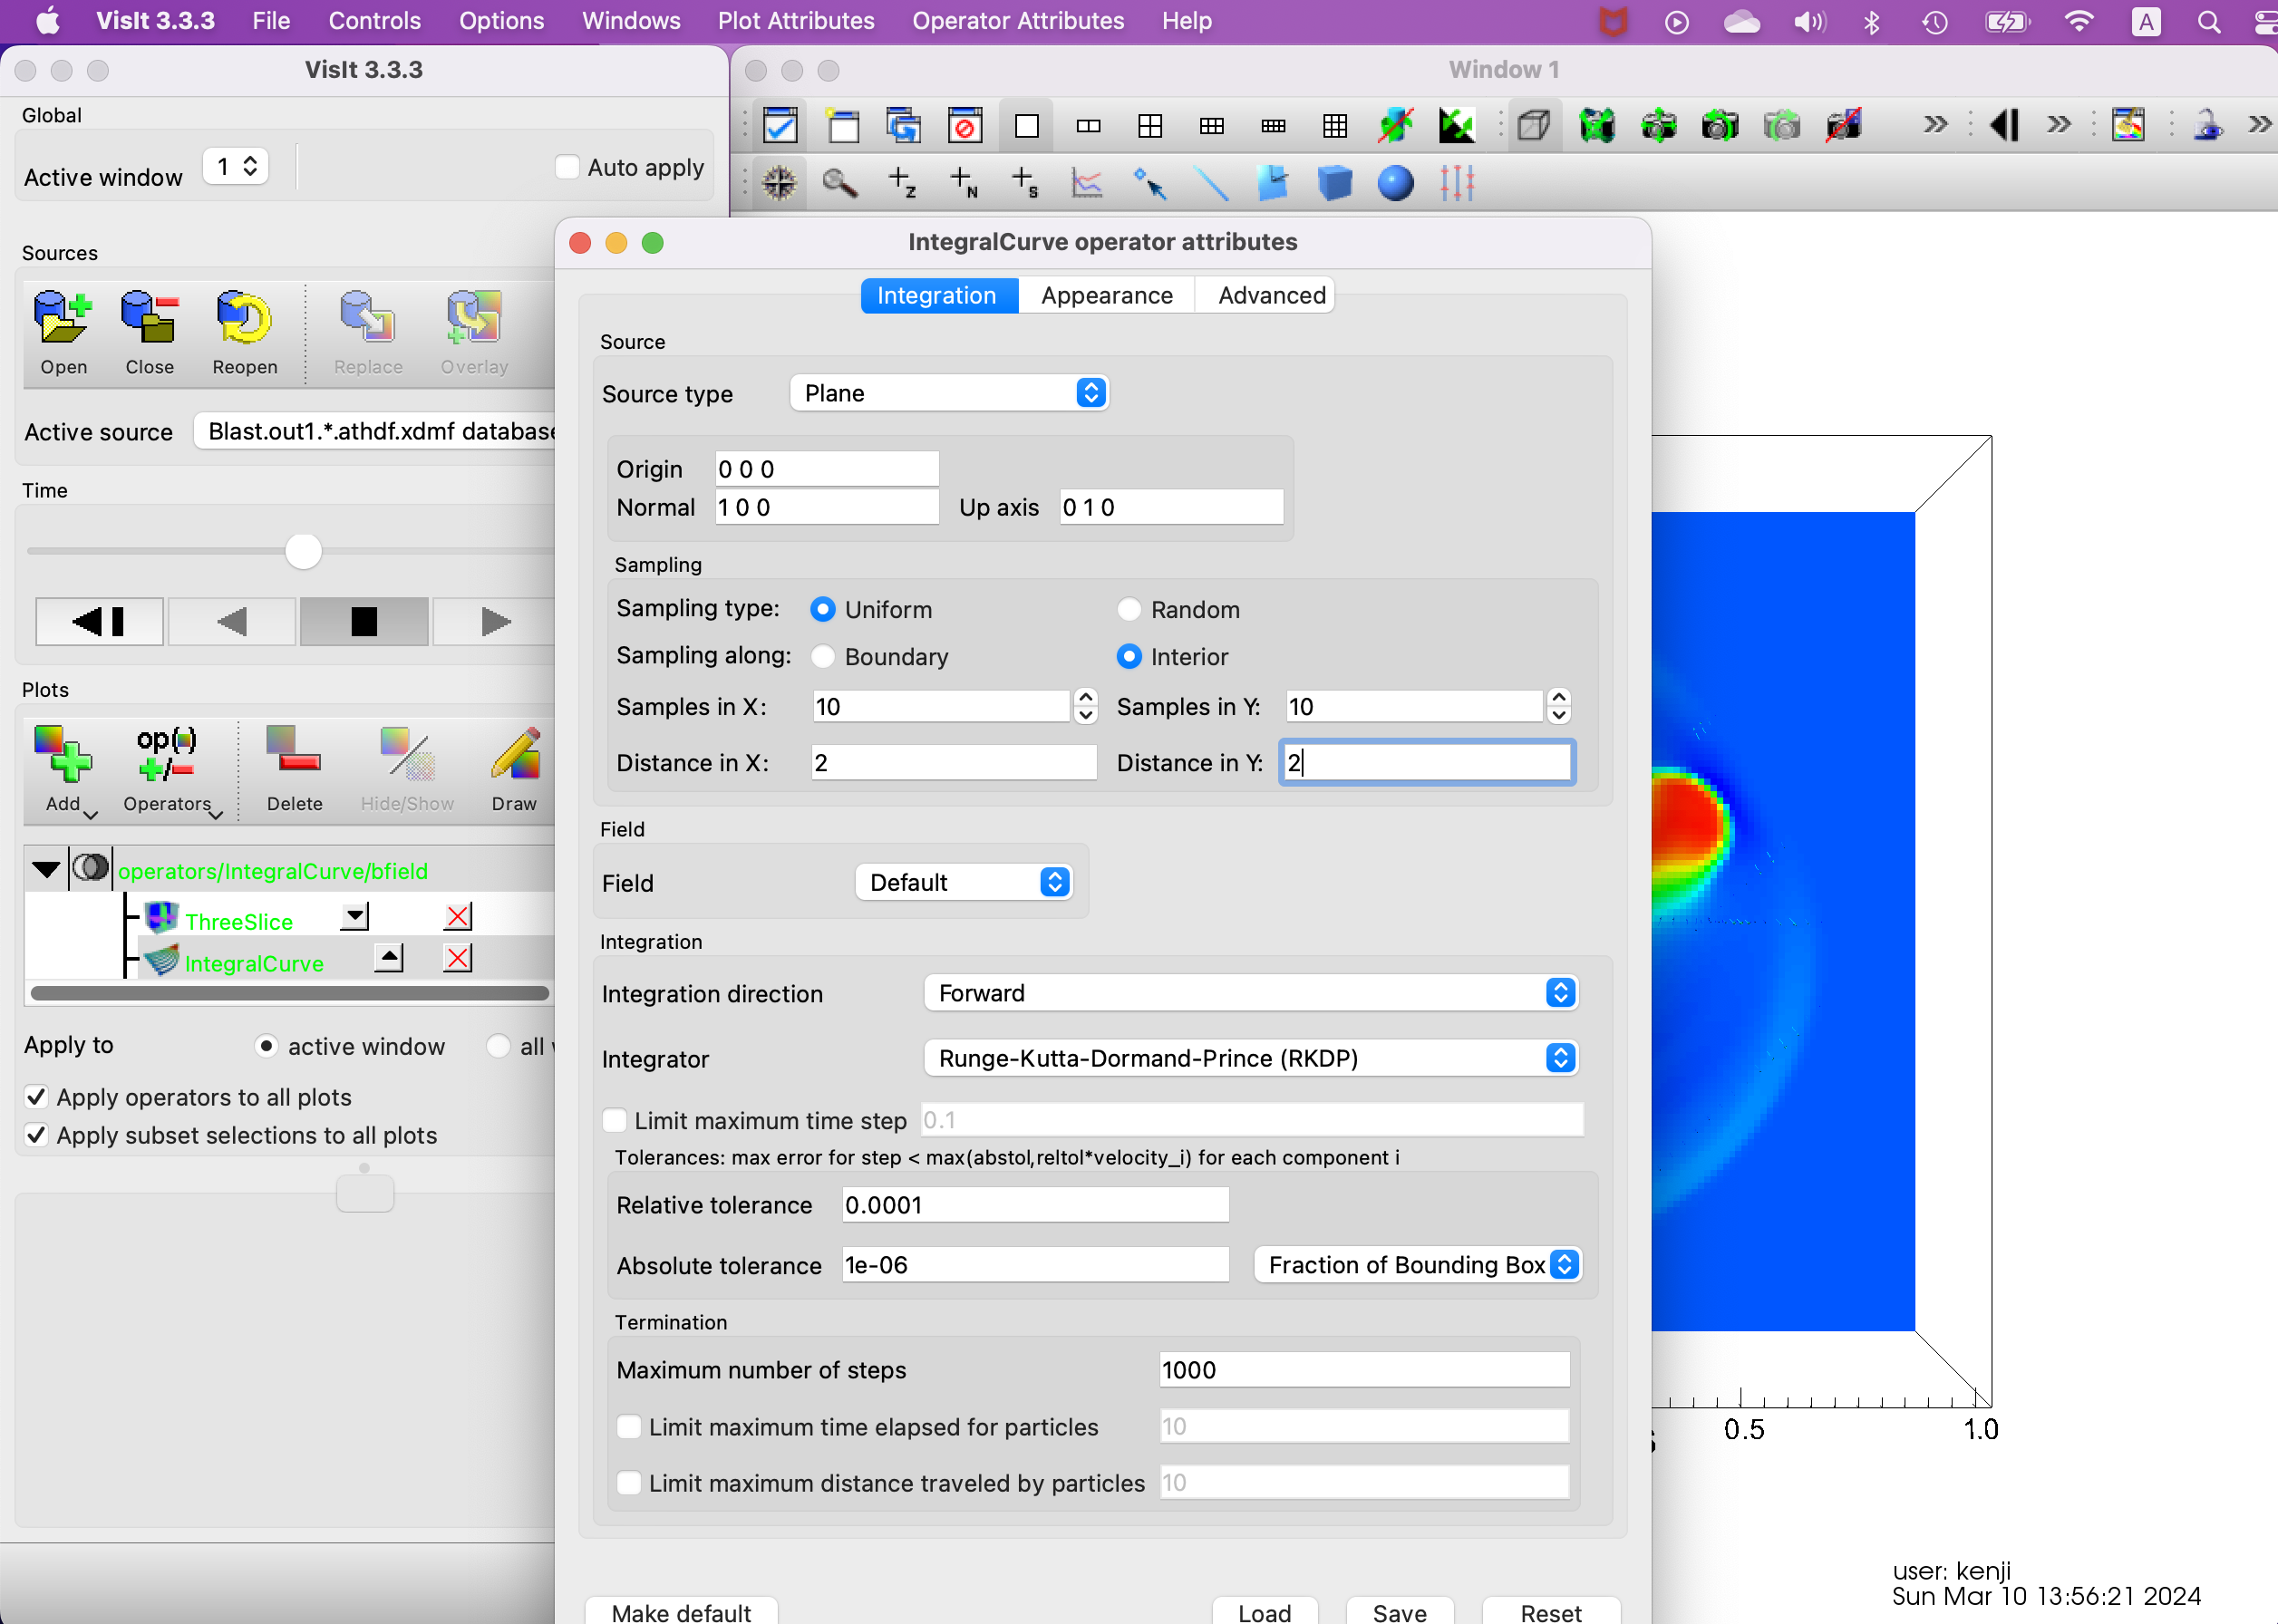 VisIt 3.3.3 File Controls Options Windows Plot Attributes Operator Attributes Help A
VisIt 3.3.3
Window 1
Global
Active window 1 Auto apply
Z N S
Sources
Open Close Reopen Replace Overlay
Active source Blast.out1.*.athdf.xdmf database
Time
Plots
op( )
+/-
Add Operators Delete Hide/Show Draw
operators/IntegralCurve/bfield
ThreeSlice
IntegralCurve
Apply to active window all
Apply operators to all plots
Apply subset selections to all plots
IntegralCurve operator attributes
Integration Appearance Advanced
Source
Source type Plane
Origin 0 0 0
Normal 1 0 0 Up axis 0 1 0
Sampling
Sampling type: Uniform Random
Sampling along: Boundary Interior
Samples in X: 10 Samples in Y: 10
Distance in X: 2 Distance in Y: 2
Field
Field Default
Integration
Integration direction Forward
Integrator Runge-Kutta-Dormand-Prince (RKDP)
Limit maximum time step 0.1
Tolerances: max error for step < max(abstol,reltol*velocity_i) for each component i
Relative tolerance 0.0001
Absolute tolerance 1e-06 Fraction of Bounding Box
Termination
Maximum number of steps 1000
Limit maximum time elapsed for particles 10
Limit maximum distance traveled by particles 10
Make default Load Save Reset
0.5 1.0
user: kenji
Sun Mar 10 13:56:21 2024